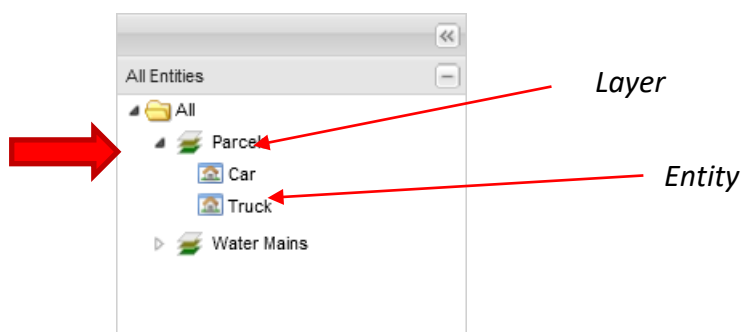 All Entities
Layer
All
Parcel
Car
Entity
Truck
Water Mains